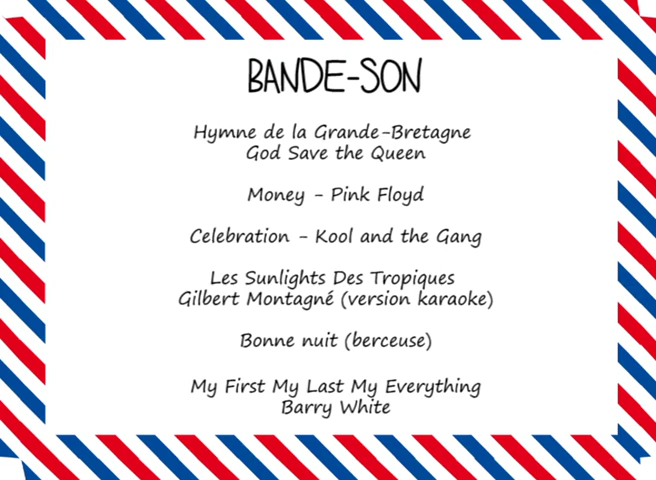 BANDE-SON
Hymne de la Grande-Bretagne
God Save the Queen
Money - Pink Floyd
Celebration - Kool and the Gang
Les Sunlights Des Tropiques
Gilbert Montagné (version karaoke)
Bonne nuit (berceuse)
My First My Last My Everything
Barry White